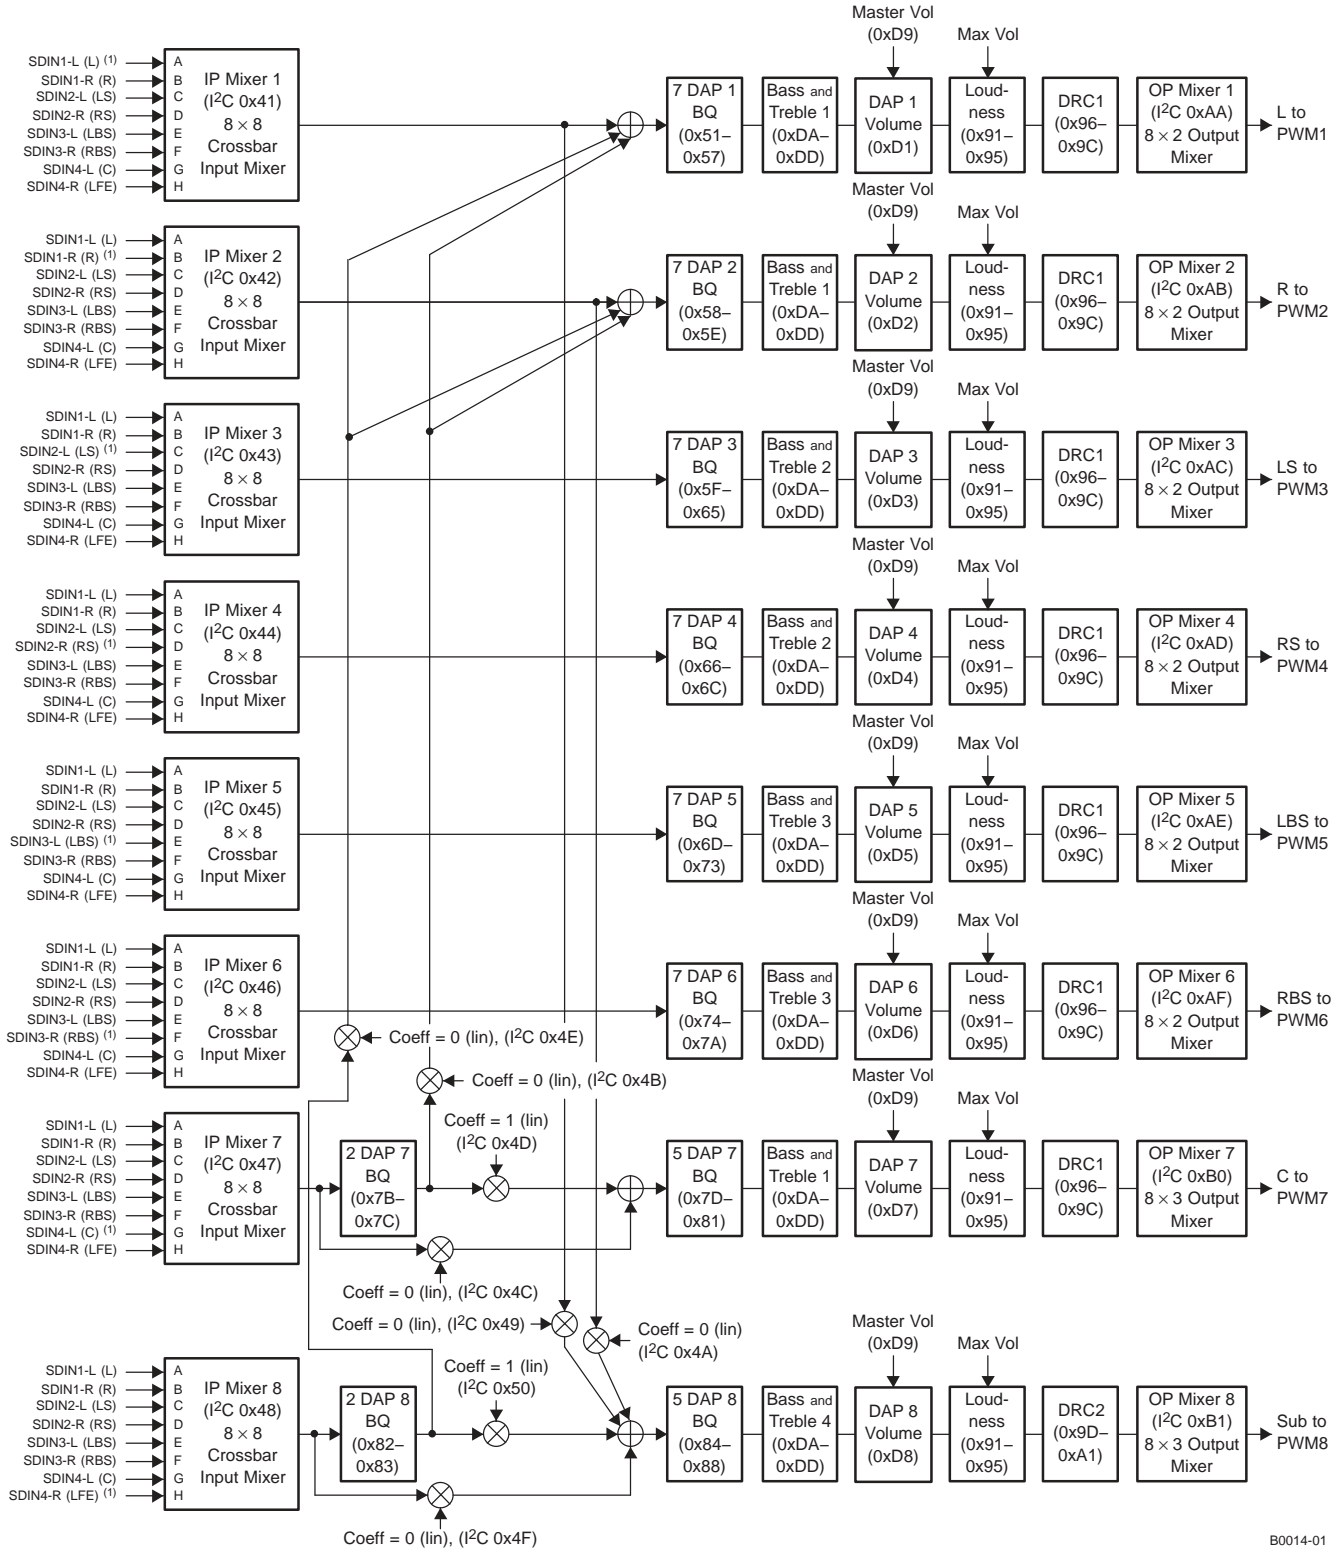 Master Vol
(0xD9)
Max Vol
SDIN1-L (L) (1)
SDIN1-R (R)
SDIN2-L (LS)
SDIN2-R (RS)
SDIN3-L (LBS)
SDIN3-R (RBS)
SDIN4-L (C)
SDIN4-R (LFE)
A
B
C
D
E
F
G
H
IP Mixer 1
(I2C 0x41)
8 × 8
Crossbar
Input Mixer
7 DAP 1
BQ
(0x51–
0x57)
Bass and
Treble 1
(0xDA–
0xDD)
DAP 1
Volume
(0xD1)
Loud-
ness
(0x91–
0x95)
DRC1
(0x96–
0x9C)
OP Mixer 1
(I2C 0xAA)
8 × 2 Output
Mixer
L to
PWM1
Master Vol
(0xD9)
Max Vol
SDIN1-L (L)
SDIN1-R (R) (1)
SDIN2-L (LS)
SDIN2-R (RS)
SDIN3-L (LBS)
SDIN3-R (RBS)
SDIN4-L (C)
SDIN4-R (LFE)
A
B
C
D
E
F
G
H
IP Mixer 2
(I2C 0x42)
8 × 8
Crossbar
Input Mixer
7 DAP 2
BQ
(0x58–
0x5E)
Bass and
Treble 1
(0xDA–
0xDD)
DAP 2
Volume
(0xD2)
Loud-
ness
(0x91–
0x95)
DRC1
(0x96–
0x9C)
OP Mixer 2
(I2C 0xAB)
8 × 2 Output
Mixer
R to
PWM2
Master Vol
(0xD9)
Max Vol
SDIN1-L (L)
SDIN1-R (R)
SDIN2-L (LS) (1)
SDIN2-R (RS)
SDIN3-L (LBS)
SDIN3-R (RBS)
SDIN4-L (C)
SDIN4-R (LFE)
A
B
C
D
E
F
G
H
IP Mixer 3
(I2C 0x43)
8 × 8
Crossbar
Input Mixer
7 DAP 3
BQ
(0x5F–
0x65)
Bass and
Treble 2
(0xDA–
0xDD)
DAP 3
Volume
(0xD3)
Loud-
ness
(0x91–
0x95)
DRC1
(0x96–
0x9C)
OP Mixer 3
(I2C 0xAC)
8 × 2 Output
Mixer
LS to
PWM3
Master Vol
(0xD9)
Max Vol
SDIN1-L (L)
SDIN1-R (R)
SDIN2-L (LS)
SDIN2-R (RS) (1)
SDIN3-L (LBS)
SDIN3-R (RBS)
SDIN4-L (C)
SDIN4-R (LFE)
A
B
C
D
E
F
G
H
IP Mixer 4
(I2C 0x44)
8 × 8
Crossbar
Input Mixer
7 DAP 4
BQ
(0x66–
0x6C)
Bass and
Treble 2
(0xDA–
0xDD)
DAP 4
Volume
(0xD4)
Loud-
ness
(0x91–
0x95)
DRC1
(0x96–
0x9C)
OP Mixer 4
(I2C 0xAD)
8 × 2 Output
Mixer
RS to
PWM4
Master Vol
(0xD9)
Max Vol
SDIN1-L (L)
SDIN1-R (R)
SDIN2-L (LS)
SDIN2-R (RS)
SDIN3-L (LBS) (1)
SDIN3-R (RBS)
SDIN4-L (C)
SDIN4-R (LFE)
A
B
C
D
E
F
G
H
IP Mixer 5
(I2C 0x45)
8 × 8
Crossbar
Input Mixer
7 DAP 5
BQ
(0x6D–
0x73)
Bass and
Treble 3
(0xDA–
0xDD)
DAP 5
Volume
(0xD5)
Loud-
ness
(0x91–
0x95)
DRC1
(0x96–
0x9C)
OP Mixer 5
(I2C 0xAE)
8 × 2 Output
Mixer
LBS to
PWM5
Master Vol
(0xD9)
Max Vol
SDIN1-L (L)
SDIN1-R (R)
SDIN2-L (LS)
SDIN2-R (RS)
SDIN3-L (LBS)
SDIN3-R (RBS) (1)
SDIN4-L (C)
SDIN4-R (LFE)
A
B
C
D
E
F
G
H
IP Mixer 6
(I2C 0x46)
8 × 8
Crossbar
Input Mixer
7 DAP 6
BQ
(0x74–
0x7A)
Bass and
Treble 3
(0xDA–
0xDD)
DAP 6
Volume
(0xD6)
Loud-
ness
(0x91–
0x95)
DRC1
(0x96–
0x9C)
OP Mixer 6
(I2C 0xAF)
8 × 2 Output
Mixer
RBS to
PWM6
Coeff = 0 (lin), (I2C 0x4E)
Coeff = 0 (lin), (I2C 0x4B)
Master Vol
(0xD9)
Max Vol
SDIN1-L (L)
SDIN1-R (R)
SDIN2-L (LS)
SDIN2-R (RS)
SDIN3-L (LBS)
SDIN3-R (RBS)
SDIN4-L (C) (1)
SDIN4-R (LFE)
A
B
C
D
E
F
G
H
IP Mixer 7
(I2C 0x47)
8 × 8
Crossbar
Input Mixer
2 DAP 7
BQ
(0x7B–
0x7C)
Coeff = 1 (lin)
(I2C 0x4D)
5 DAP 7
BQ
(0x7D–
0x81)
Bass and
Treble 1
(0xDA–
0xDD)
DAP 7
Volume
(0xD7)
Loud-
ness
(0x91–
0x95)
DRC1
(0x96–
0x9C)
OP Mixer 7
(I2C 0xB0)
8 × 3 Output
Mixer
C to
PWM7
Coeff = 0 (lin), (I2C 0x4C)
Coeff = 0 (lin), (I2C 0x49)
Coeff = 0 (lin)
(I2C 0x4A)
Master Vol
(0xD9)
Max Vol
SDIN1-L (L)
SDIN1-R (R)
SDIN2-L (LS)
SDIN2-R (RS)
SDIN3-L (LBS)
SDIN3-R (RBS)
SDIN4-L (C)
SDIN4-R (LFE) (1)
A
B
C
D
E
F
G
H
IP Mixer 8
(I2C 0x48)
8 × 8
Crossbar
Input Mixer
2 DAP 8
BQ
(0x82–
0x83)
Coeff = 1 (lin)
(I2C 0x50)
5 DAP 8
BQ
(0x84–
0x88)
Bass and
Treble 4
(0xDA–
0xDD)
DAP 8
Volume
(0xD8)
Loud-
ness
(0x91–
0x95)
DRC2
(0x9D–
0xA1)
OP Mixer 8
(I2C 0xB1)
8 × 3 Output
Mixer
Sub to
PWM8
Coeff = 0 (lin), (I2C 0x4F)
B0014-01